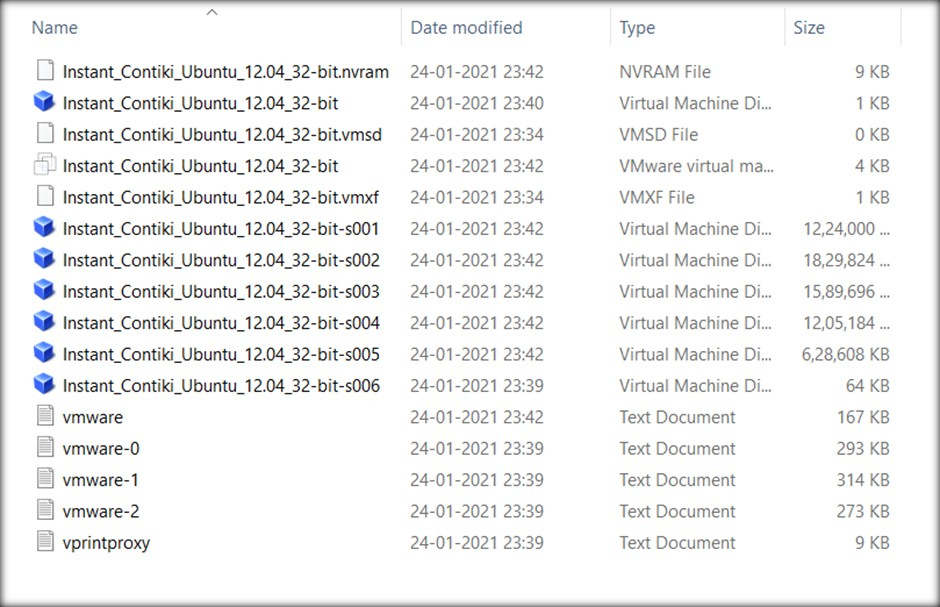 Name Date modified Type Size
Instant_Contiki_Ubuntu_12.04_32-bit.nvram 24-01-2021 23:42 NVRAM File 9 KB
Instant_Contiki_Ubuntu_12.04_32-bit 24-01-2021 23:40 Virtual Machine Di... 1 KB
Instant_Contiki_Ubuntu_12.04_32-bit.vmsd 24-01-2021 23:34 VMSD File 0 KB
Instant_Contiki_Ubuntu_12.04_32-bit 24-01-2021 23:42 VMware virtual ma... 4 KB
Instant_Contiki_Ubuntu_12.04_32-bit.vmxf 24-01-2021 23:34 VMXF File 1 KB
Instant_Contiki_Ubuntu_12.04_32-bit-s001 24-01-2021 23:42 Virtual Machine Di... 12,24,000 ...
Instant_Contiki_Ubuntu_12.04_32-bit-s002 24-01-2021 23:42 Virtual Machine Di... 18,29,824 ...
Instant_Contiki_Ubuntu_12.04_32-bit-s003 24-01-2021 23:42 Virtual Machine Di... 15,89,696 ...
Instant_Contiki_Ubuntu_12.04_32-bit-s004 24-01-2021 23:42 Virtual Machine Di... 12,05,184 ...
Instant_Contiki_Ubuntu_12.04_32-bit-s005 24-01-2021 23:42 Virtual Machine Di... 6,28,608 KB
Instant_Contiki_Ubuntu_12.04_32-bit-s006 24-01-2021 23:39 Virtual Machine Di... 64 KB
vmware 24-01-2021 23:42 Text Document 167 KB
vmware-0 24-01-2021 23:39 Text Document 293 KB
vmware-1 24-01-2021 23:39 Text Document 314 KB
vmware-2 24-01-2021 23:39 Text Document 273 KB
vprintproxy 24-01-2021 23:39 Text Document 9 KB